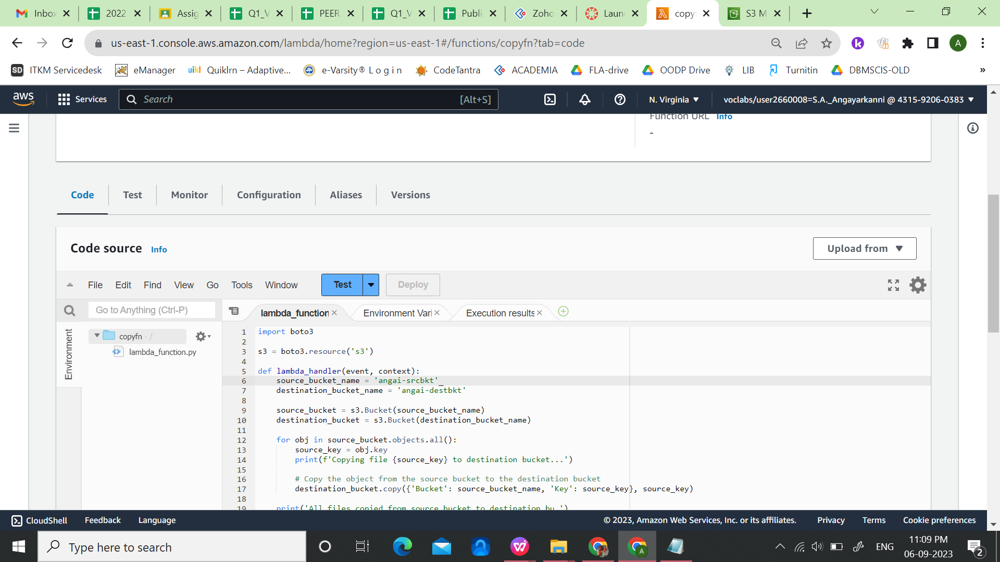 Inbox
2022
Assig
Q1_V
PEER
Q1_V
Publi
Zoho
Laun
copyf
S3 M
us-east-1.console.aws.amazon.com/lambda/home?region=us-east-1#/functions/copyfn?tab=code
k
A
SD ITKM Servicedesk
eManager
uikl Quiklrn – Adaptive...
e-Varsity® L o g i n
CodeTantra
ACADEMIA
FLA-drive
OODP Drive
LIB
Turnitin
DBMSCIS-OLD
»
aws
Services
Search
[Alt+S]
N. Virginia
voclabs/user2660008=S.A._Angayarkanni @ 4315-9206-0383
Function URL Info
-
Code
Test
Monitor
Configuration
Aliases
Versions
Code source Info
Upload from
File Edit Find View Go Tools Window
Test
Deploy
Go to Anything (Ctrl-P)
lambda_function
Environment Vari
Execution results
Environment
copyfn - /
lambda_function.py
1 import boto3
2
3 s3 = boto3.resource('s3')
4
5 def lambda_handler(event, context):
6 source_bucket_name = 'angai-srcbkt'
7 destination_bucket_name = 'angai-destbkt'
8
9 source_bucket = s3.Bucket(source_bucket_name)
10 destination_bucket = s3.Bucket(destination_bucket_name)
11
12 for obj in source_bucket.objects.all():
13 source_key = obj.key
14 print(f'Copying file {source_key} to destination bucket...')
15
16 # Copy the object from the source bucket to the destination bucket
17 destination_bucket.copy({'Bucket': source_bucket_name, 'Key': source_key}, source_key)
18
19 print('All files copied from source bucket to destination bu.')
CloudShell
Feedback
Language
© 2023, Amazon Web Services, Inc. or its affiliates.
Privacy
Terms
Cookie preferences
Type here to search
A
ENG
11:09 PM
06-09-2023
2